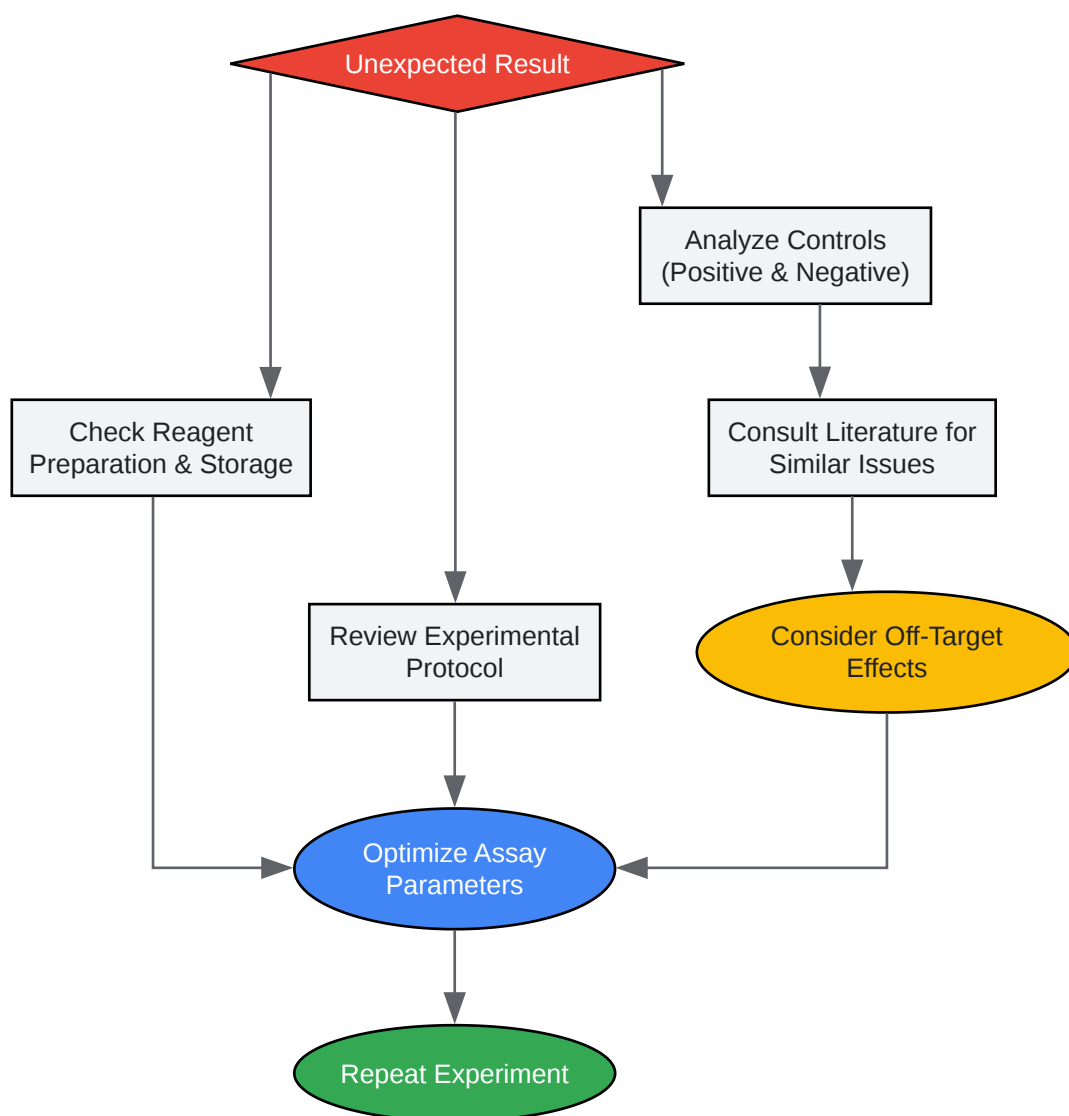 Unexpected Result
Analyze Controls
(Positive & Negative)
Check Reagent
Preparation & Storage
Consult Literature for
Similar Issues
Review Experimental
Protocol
Consider Off-Target
Effects
Optimize Assay
Parameters
Repeat Experiment